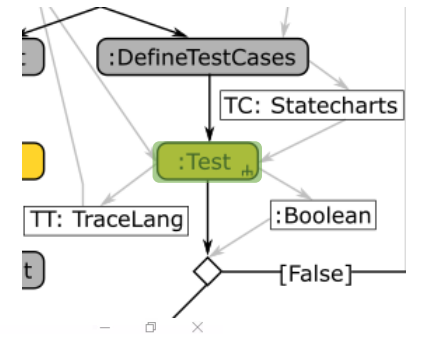 :DefineTestCases
TC: Statecharts
:Test
TT: TraceLang
:Boolean
t
[False]